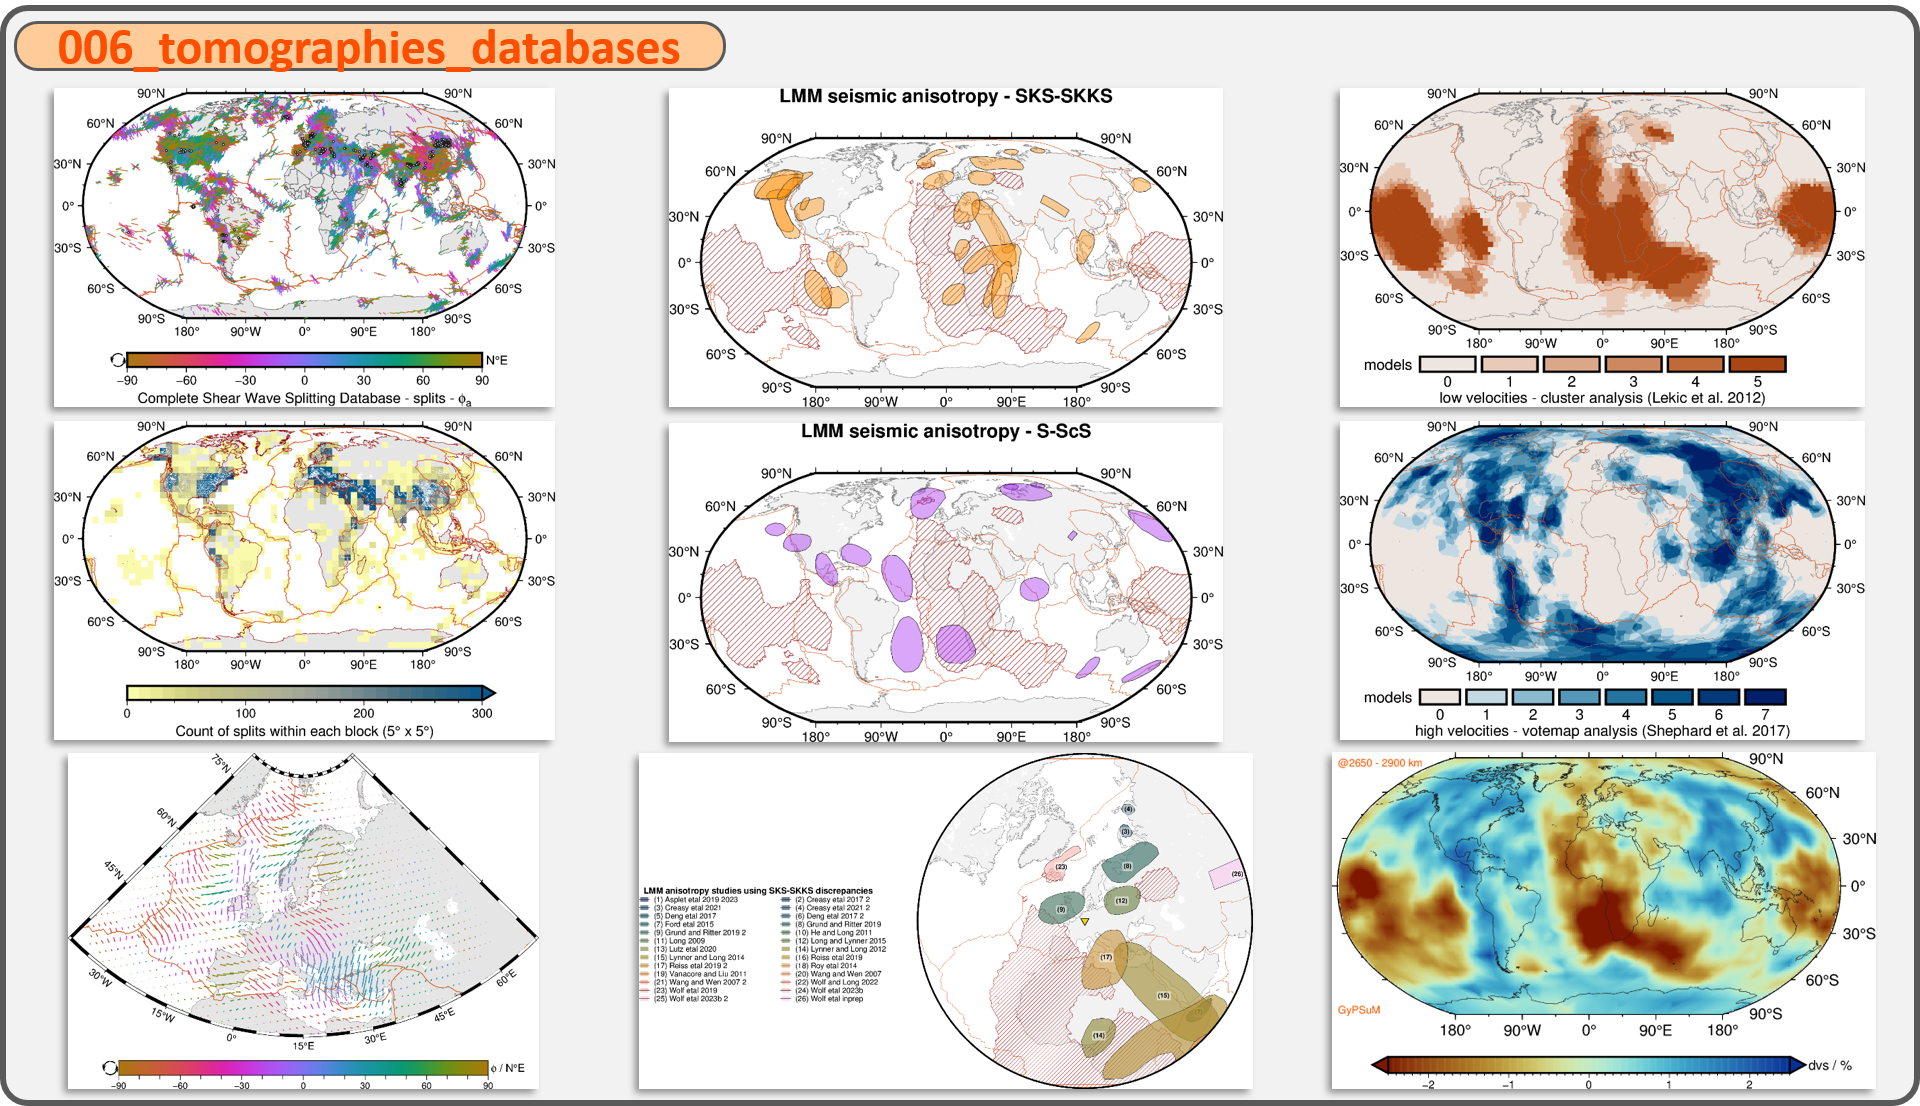 006_tomographies_databases
90°N 90°N
60°N 60°N
30°N 30°N
0° 0°
30°S 30°S
60°S 60°S
90°S 90°S
180° 90°W 0° 90°E 180°
N°E
−90 −60 −30 0 30 60 90
Complete Shear Wave Splitting Database - splits - ϕa
LMM seismic anisotropy - SKS-SKKS
90°N 90°N
60°N 60°N
30°N 30°N
0° 0°
30°S 30°S
60°S 60°S
90°S 90°S
180° 90°W 0° 90°E 180°
90°N 90°N
60°N 60°N
30°N 30°N
0° 0°
30°S 30°S
60°S 60°S
90°S 90°S
180° 90°W 0° 90°E 180°
models
0 1 2 3 4 5
low velocities - cluster analysis (Lekic et al. 2012)
90°N 90°N
60°N 60°N
30°N 30°N
0° 0°
30°S 30°S
60°S 60°S
90°S 90°S
180° 90°W 0° 90°E 180°
0 100 200 300
Count of splits within each block (5° x 5°)
LMM seismic anisotropy - S-ScS
90°N 90°N
60°N 60°N
30°N 30°N
0° 0°
30°S 30°S
60°S 60°S
90°S 90°S
180° 90°W 0° 90°E 180°
90°N 90°N
60°N 60°N
30°N 30°N
0° 0°
30°S 30°S
60°S 60°S
90°S 90°S
180° 90°W 0° 90°E 180°
models
0 1 2 3 4 5 6 7
high velocities - votemap analysis (Shephard et al. 2017)
75°N
60°N
45°N
30°W 60°E
15°W 45°E
0° 30°E
15°E
ϕ / N°E
−90 −60 −30 0 30 60 90
LMM anisotropy studies using SKS-SKKS discrepancies
(1) Asplet etal 2019 2023 (2) Creasy etal 2017 2
(3) Creasy etal 2021 (4) Creasy etal 2021 2
(5) Deng etal 2017 (6) Deng etal 2017 2
(7) Ford etal 2015 (8) Grund and Ritter 2019
(9) Grund and Ritter 2019 2 (10) He and Long 2011
(11) Long 2009 (12) Long and Lynner 2015
(13) Lutz etal 2020 (14) Lynner and Long 2012
(15) Lynner and Long 2014 (16) Reiss etal 2019
(17) Reiss etal 2019 2 (18) Roy etal 2014
(19) Vanacore and Liu 2011 (20) Wang and Wen 2007
(21) Wang and Wen 2007 2 (22) Wolf and Long 2022
(23) Wolf etal 2019 (24) Wolf etal 2023b
(25) Wolf etal 2023b 2 (26) Wolf etal inprep
(4)
(3)
(23) (8) (26)
(9) (12)
(17)
(15)
(14)
@2650 - 2900 km 90°N
60°N
30°N
0°
30°S
60°S
GyPSuM 90°S
180° 90°W 0° 90°E 180°
dvs / %
−2 −1 0 1 2